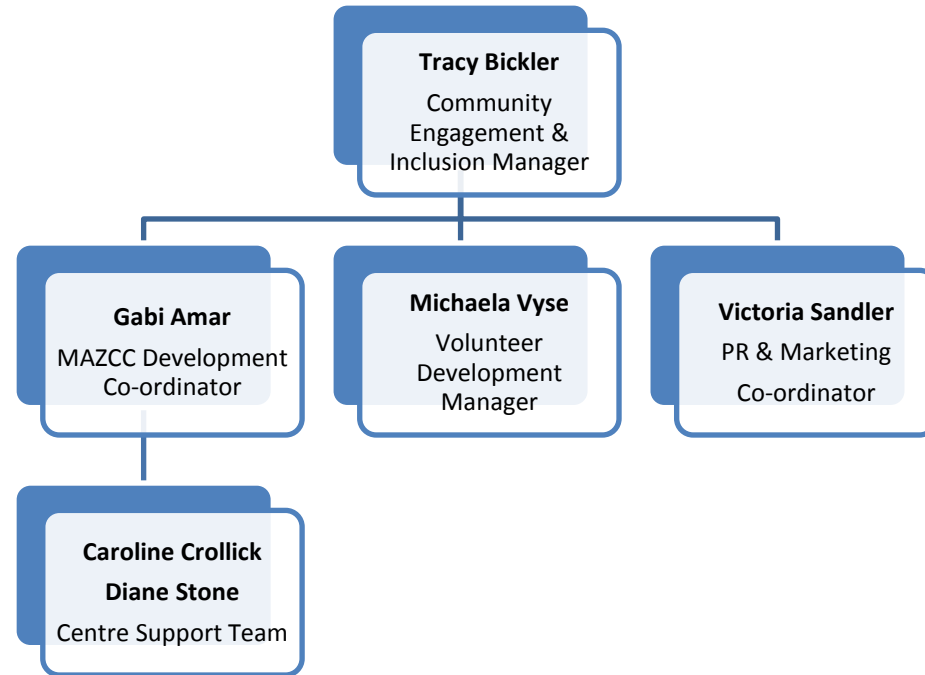 Tracy Bickler
Community
Engagement &
Inclusion Manager
Gabi Amar
MAZCC Development
Co-ordinator
Michaela Vyse
Volunteer
Development
Manager
Victoria Sandler
PR & Marketing
Co-ordinator
Caroline Crollick
Diane Stone
Centre Support Team